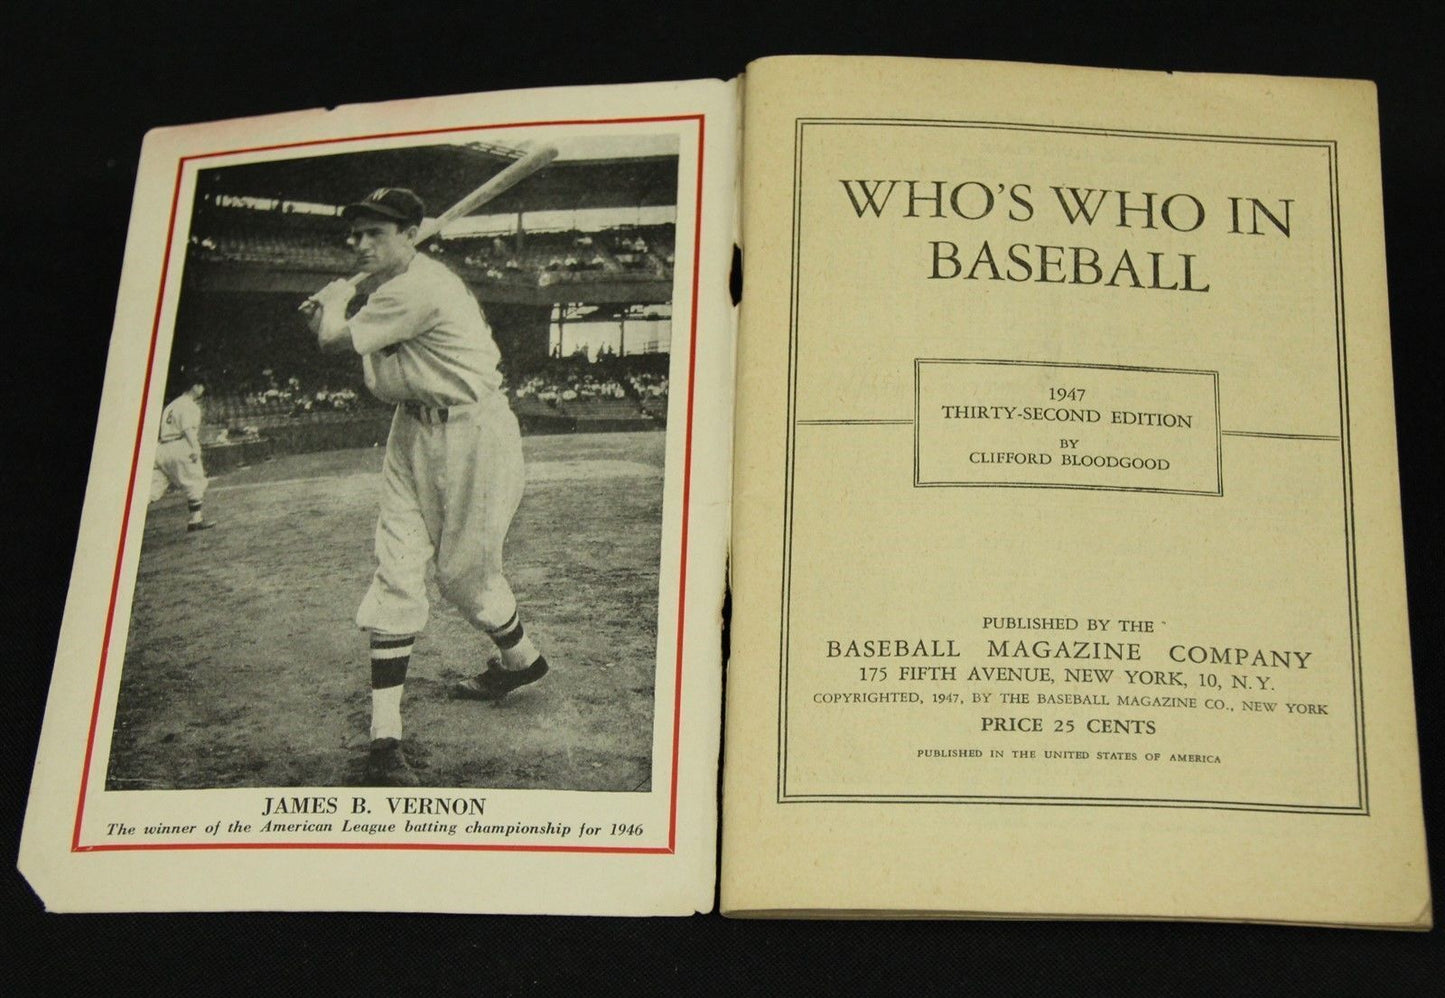 JAMES B. VERNON
The winner of the American League batting championship for 1946
WHO'S WHO IN
BASEBALL
1947
THIRTY-SECOND EDITION
BY
CLIFFORD BLOODGOOD
PUBLISHED BY THE
BASEBALL MAGAZINE COMPANY
175 FIFTH AVENUE, NEW YORK, 10, N. Y.
COPYRIGHTED, 1947, BY THE BASEBALL MAGAZINE CO., NEW YORK
PRICE 25 CENTS
PUBLISHED IN THE UNITED STATES OF AMERICA